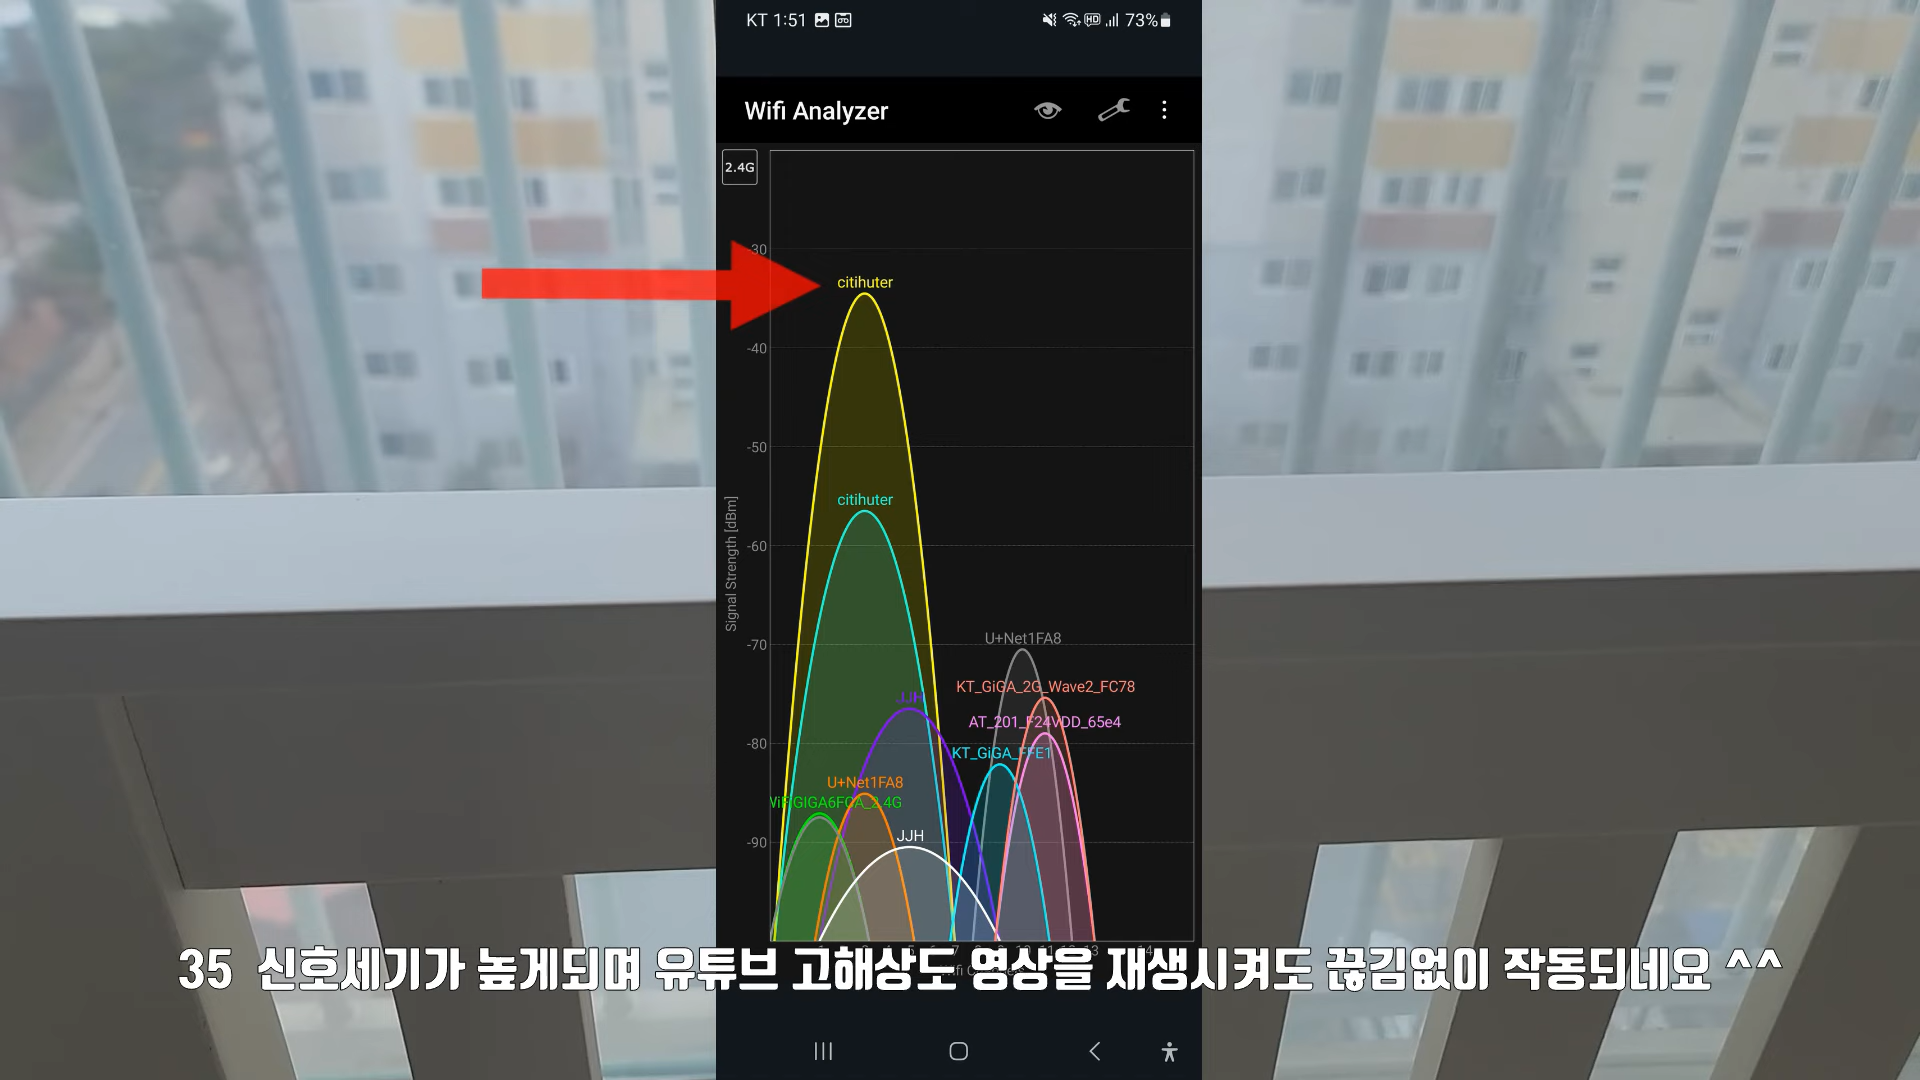 KT 1:51
HD
73%
Wifi Analyzer
2.4G
-30
citihuter
-40
-50
citihuter
Signal Strength [dBm]
-60
U+Net1FA8
-70
KT_GiGA_2G_Wave2_FC78
JJH
AT_201_F24VDD_65e4
-80
KT_GiGA_FFE1
U+Net1FA8
JJH
-90
35 신호세기가 높게되며 유튜브 고해상도 영상을 재생시켜도 끊김없이 작동되네요 ^^